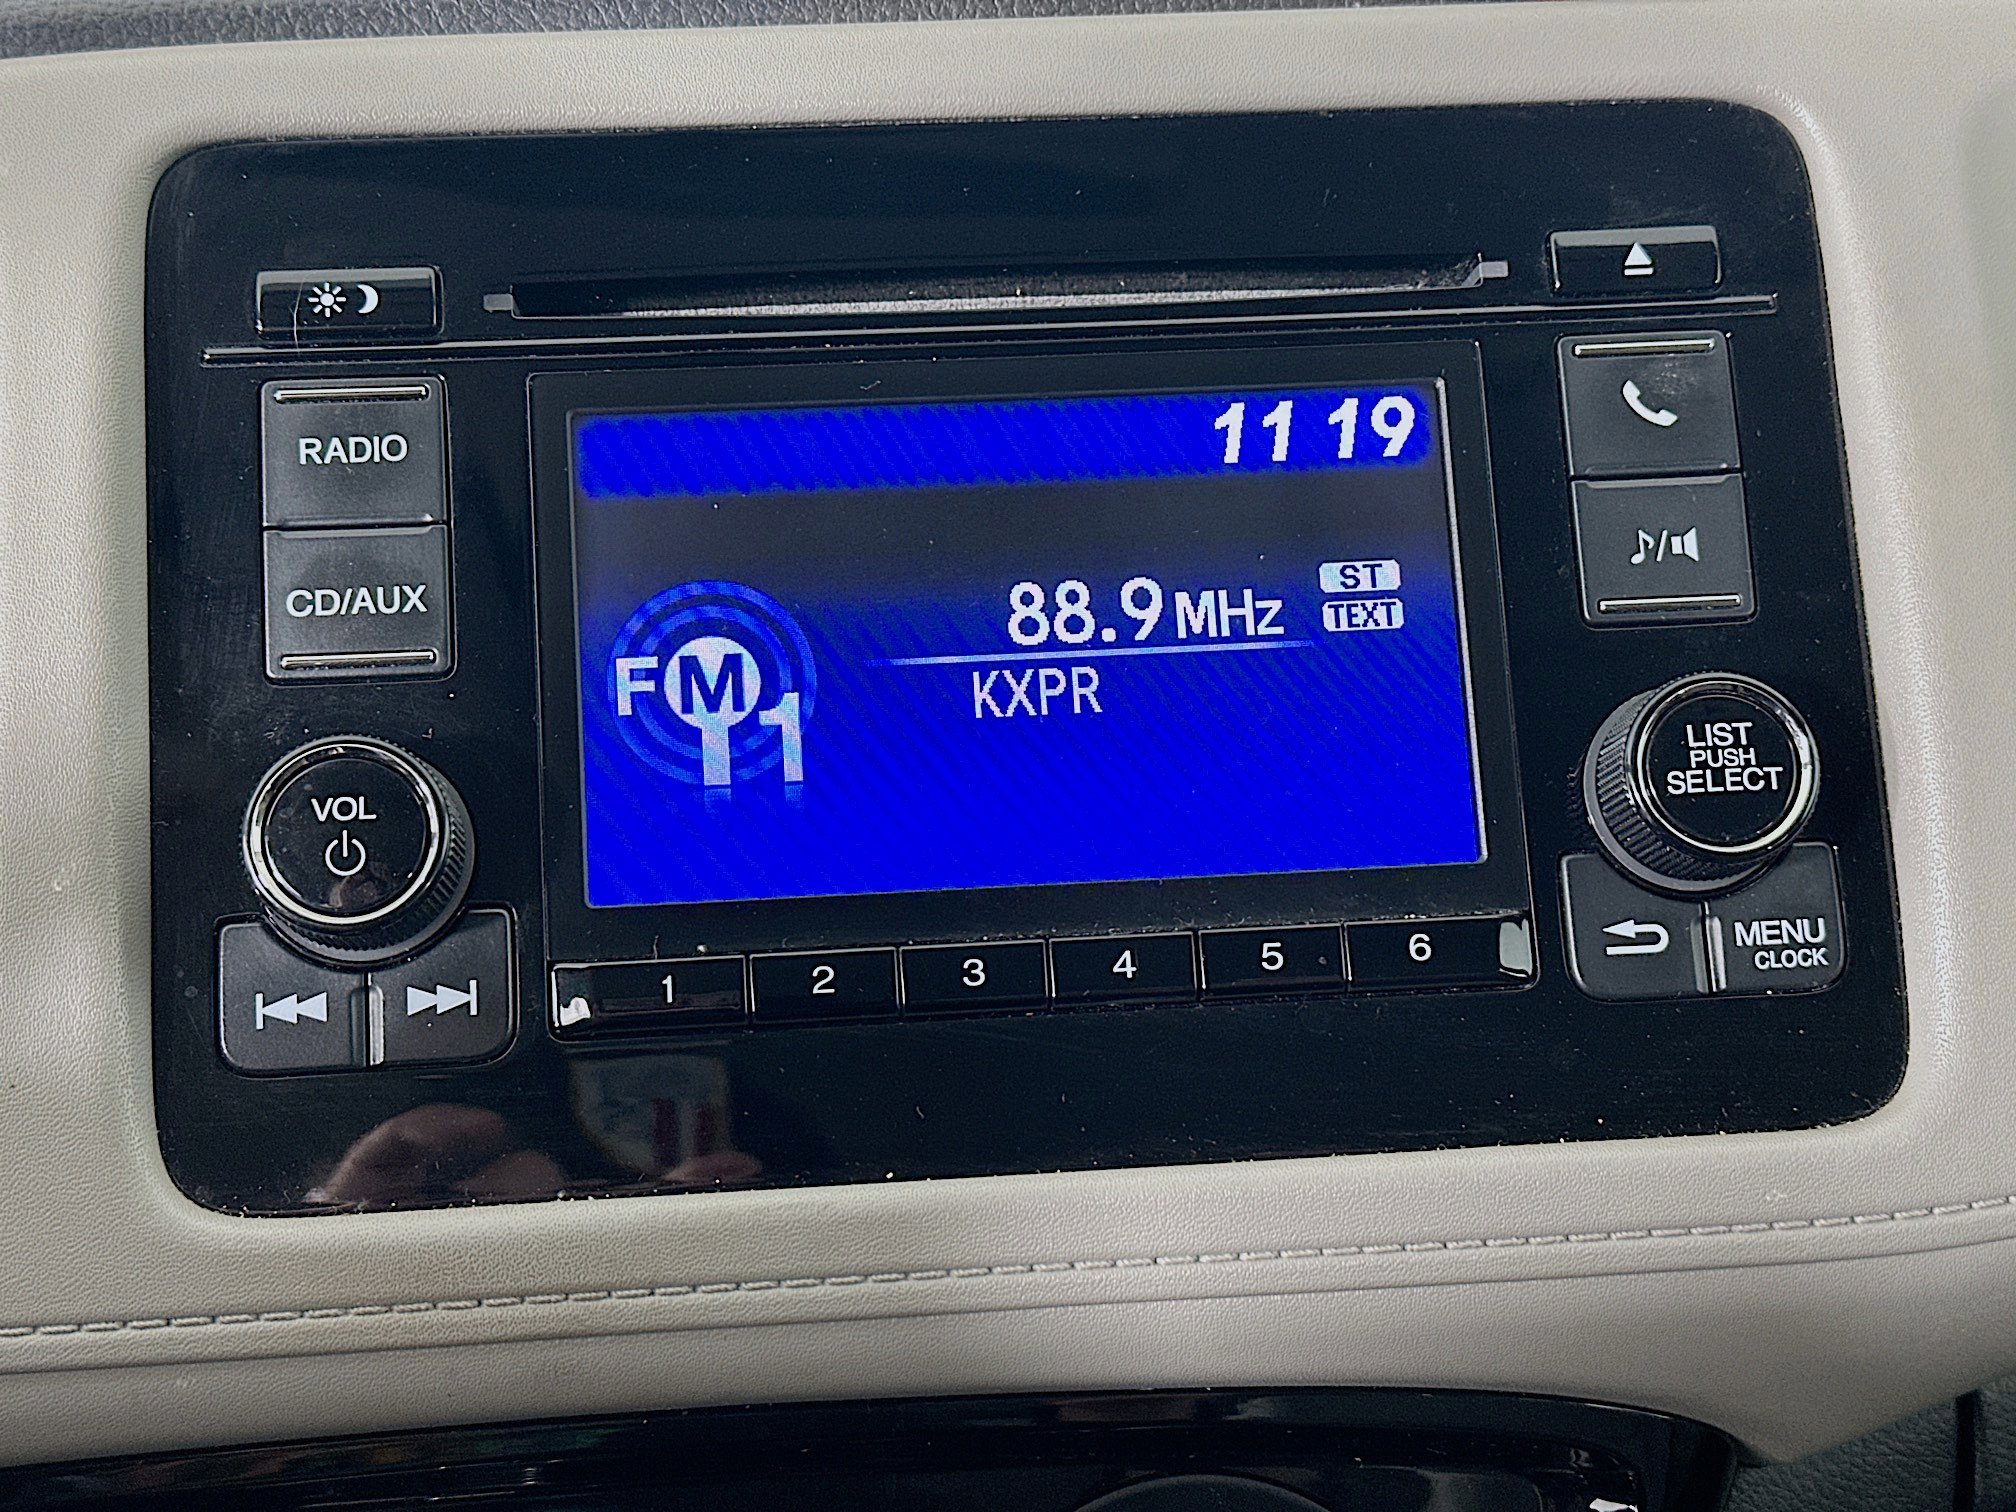 11 19
RADIO
CD/AUX
88.9 MHz
ST
TEXT
FM
1
KXPR
VOL
LIST
PUSH
SELECT
1 2 3 4 5 6
MENU
CLOCK